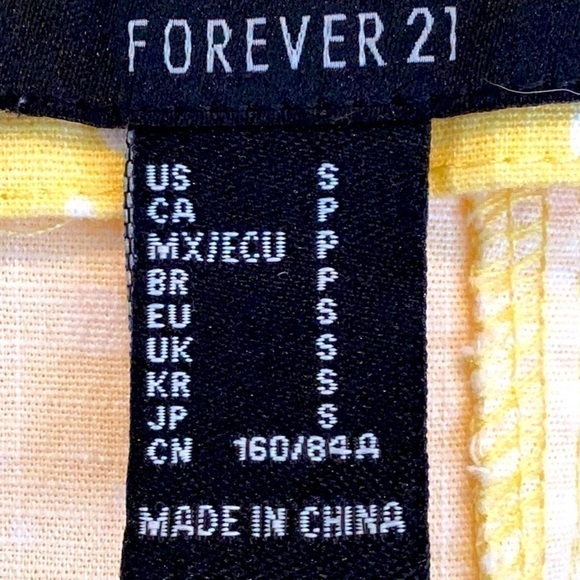 FOREVER 21
US S
CA P
MX/ECU P
BR P
EU S
UK S
KR S
JP S
CN 160/84A
MADE IN CHINA